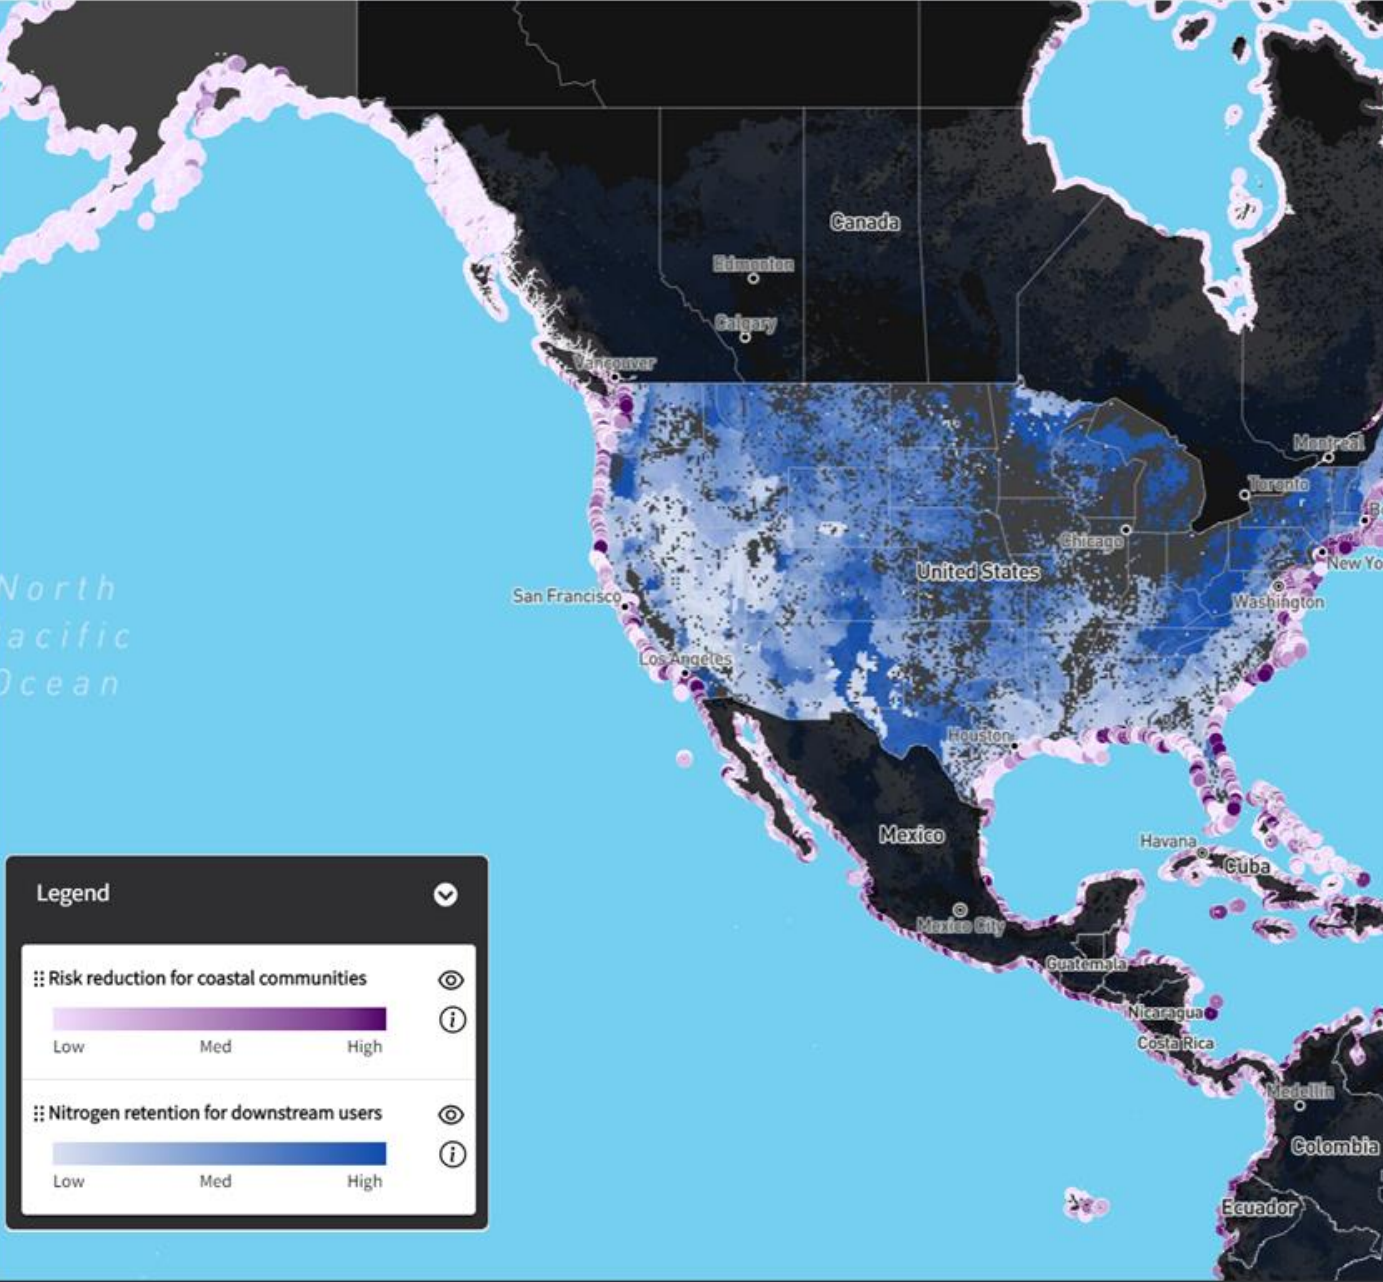 Canada
Edmonton
Calgary
Vancouver
Montreal
Toronto
Chicago
New Yo
United States
North
acific
Ocean
San Francisco
Washington
Los Angeles
Houston
Mexico
Havana
Cuba
Mexico City
Guatemala
Nicaragua
Costa Rica
Medellín
Colombia
Ecuador
Legend
Risk reduction for coastal communities
Low Med High
Nitrogen retention for downstream users
Low Med High